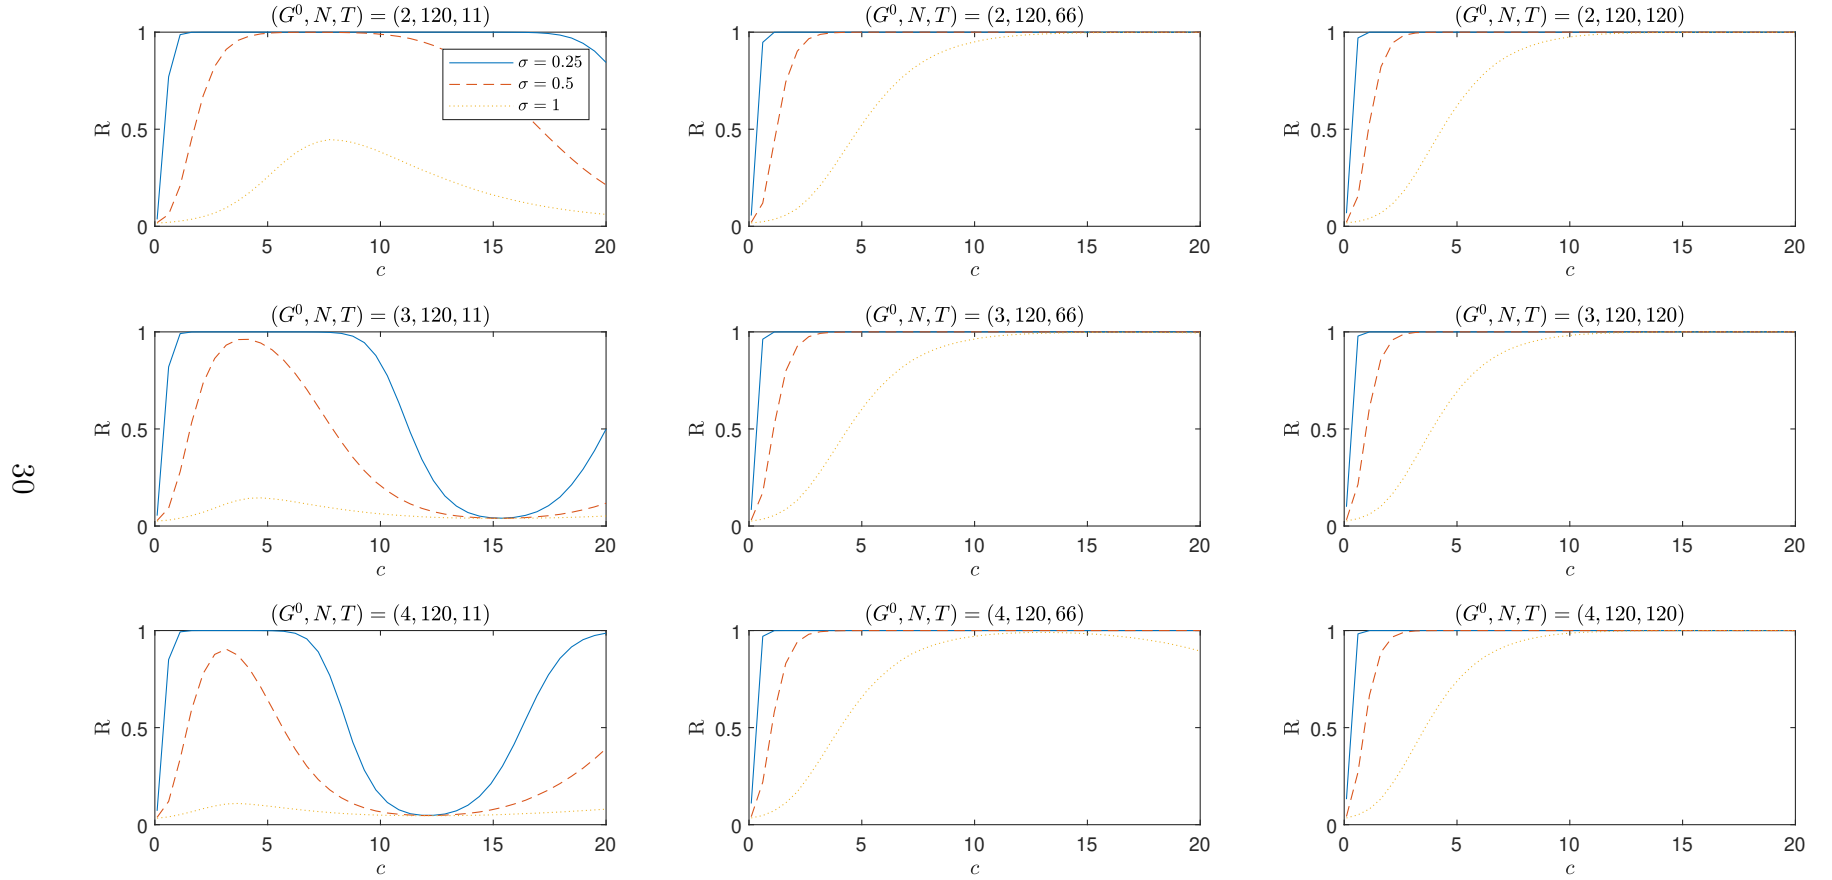 (G⁰, N, T) = (2, 120, 11)
1
0.5
0
R
0 5 10 15 20
c
σ = 0.25
σ = 0.5
σ = 1
(G⁰, N, T) = (2, 120, 66)
1
0.5
0
R
0 5 10 15 20
c
(G⁰, N, T) = (2, 120, 120)
1
0.5
0
R
0 5 10 15 20
c
(G⁰, N, T) = (3, 120, 11)
1
0.5
0
R
0 5 10 15 20
c
(G⁰, N, T) = (3, 120, 66)
1
0.5
0
R
0 5 10 15 20
c
(G⁰, N, T) = (3, 120, 120)
1
0.5
0
R
0 5 10 15 20
c
(G⁰, N, T) = (4, 120, 11)
1
0.5
0
R
0 5 10 15 20
c
(G⁰, N, T) = (4, 120, 66)
1
0.5
0
R
0 5 10 15 20
c
(G⁰, N, T) = (4, 120, 120)
1
0.5
0
R
0 5 10 15 20
c
30